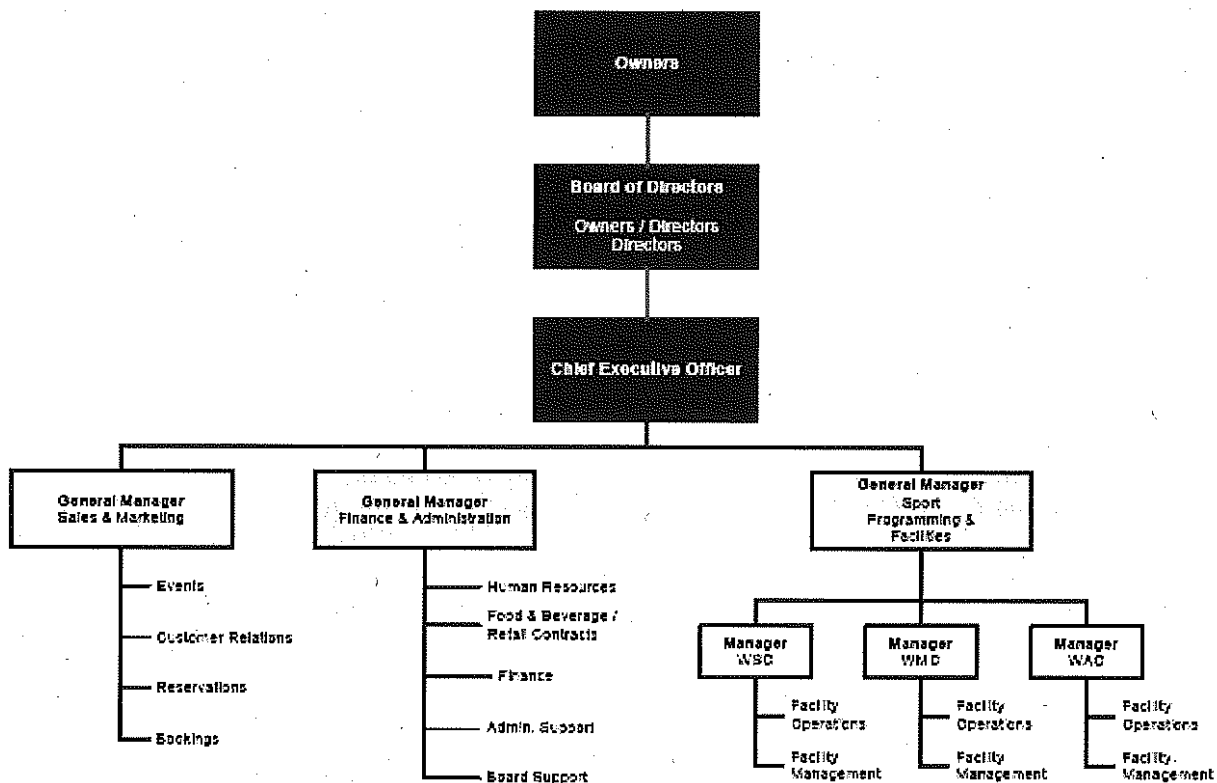 Owners
Board of Directors
Owners / Directors
Directors
Chief Executive Officer
General Manager
Sales & Marketing
General Manager
Finance & Administration
General Manager
Sport
Programming &
Facilities
Events
Customer Relations
Reservations
Bookings
Human Resources
Food & Beverage /
Retail Contracts
Finance
Admin. Support
Board Support
Manager
WSC
Manager
Manager
WAC
Facility
Operations
Facility
Management
Facility
Operations
Facility
Management
Facility
Operations
Facility
Management